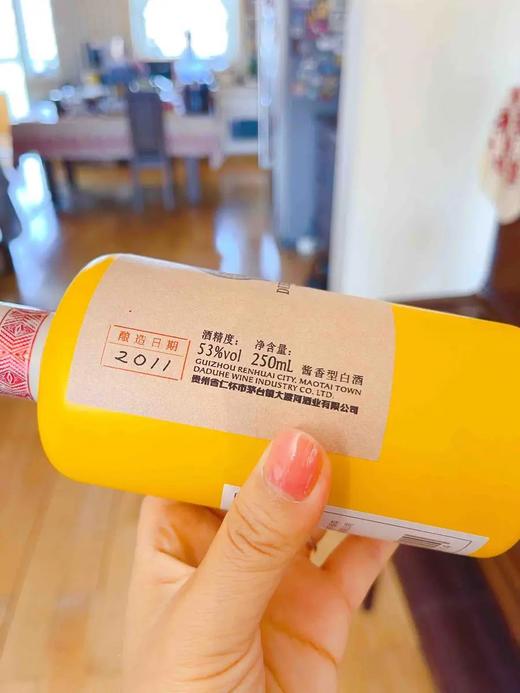 酿造日期
2011
酒精度: 净含量:
53%vol 250mL 酱香型白酒
GUIZHOU RENHUAI CITY, MAOTAI TOWN
DADUHE WINE INDUSTRY CO. LTD.
贵州省仁怀市茅台镇大渡河酒业有限公司